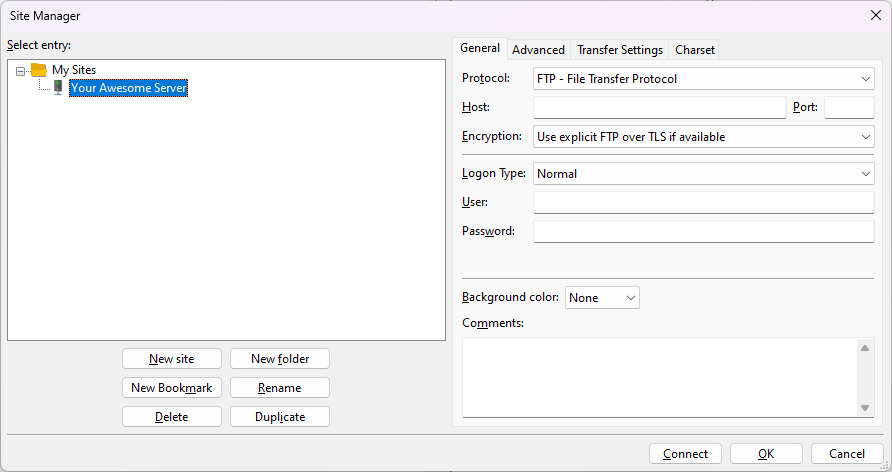 Site Manager
Select entry:
My Sites
Your Awesome Server
New site
New folder
New Bookmark
Rename
Delete
Duplicate
General
Advanced
Transfer Settings
Charset
Protocol:
FTP - File Transfer Protocol
Host:
Port:
Encryption:
Use explicit FTP over TLS if available
Logon Type:
Normal
User:
Password:
Background color:
None
Comments:
Connect
OK
Cancel